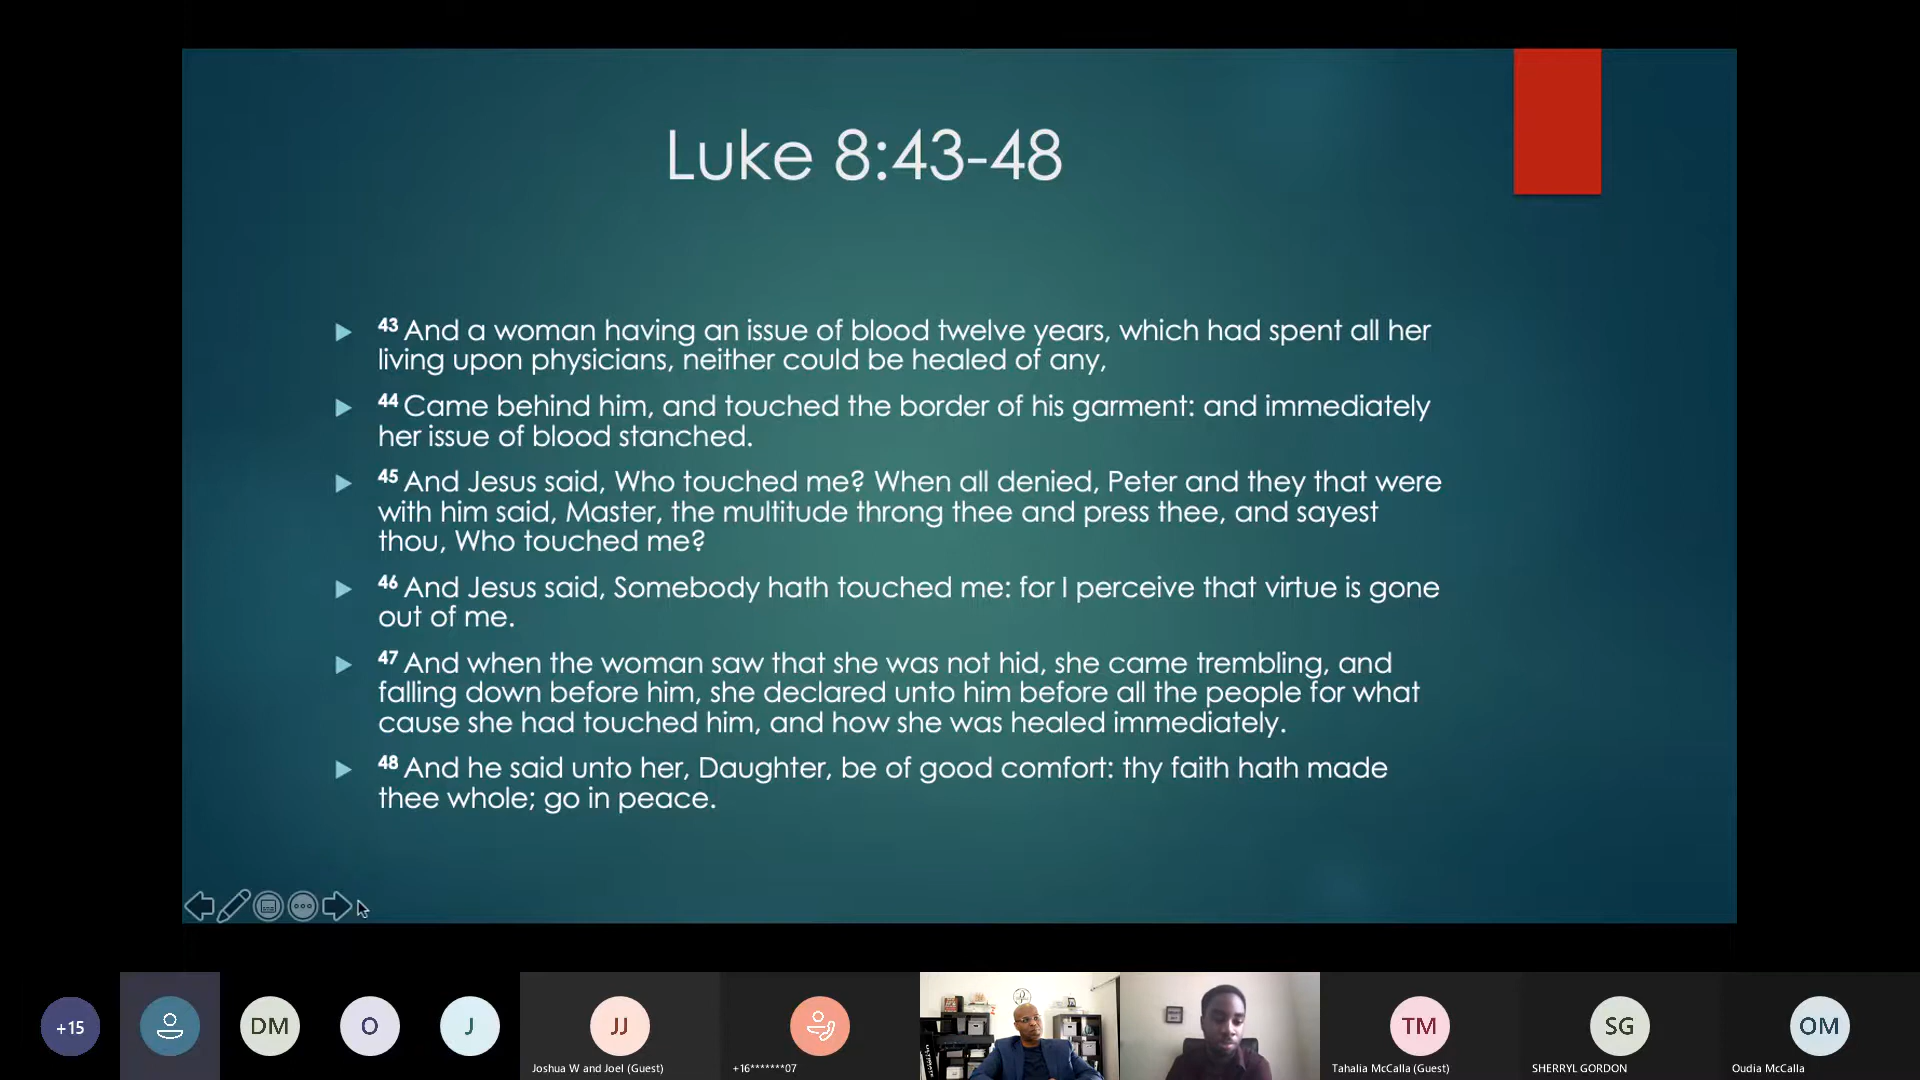 Luke 8:43-48
43 And a woman having an issue of blood twelve years, which had spent all her
living upon physicians, neither could be healed of any,
44 Came behind him, and touched the border of his garment: and immediately
her issue of blood stanched.
45 And Jesus said, Who touched me? When all denied, Peter and they that were
with him said, Master, the multitude throng thee and press thee, and sayest
thou, Who touched me?
46 And Jesus said, Somebody hath touched me: for I perceive that virtue is gone
out of me.
47 And when the woman saw that she was not hid, she came trembling, and
falling down before him, she declared unto him before all the people for what
cause she had touched him, and how she was healed immediately.
48 And he said unto her, Daughter, be of good comfort: thy faith hath made
thee whole; go in peace.
+15
DM
O
J
JJ
TM
SG
OM
Joshua W and Joel (Guest)
+16*******07
Tahalia McCalla (Guest)
SHERRYL GORDON
Oudia McCalla